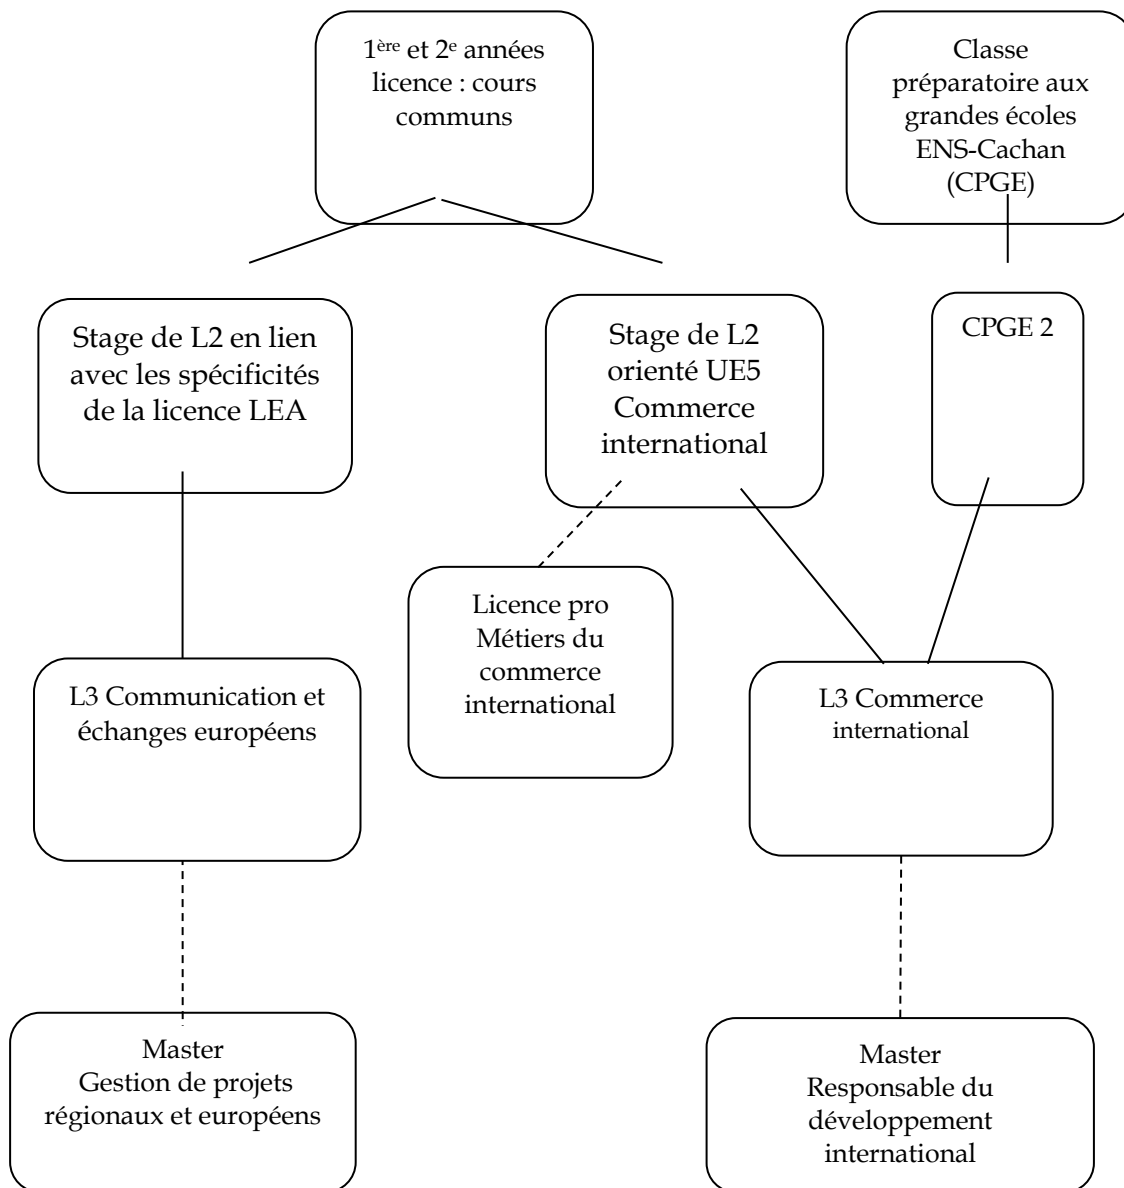 1ère et 2e années
licence : cours
communs
Classe
préparatoire aux
grandes écoles
ENS-Cachan
(CPGE)
Stage de L2 en lien
avec les spécificités
de la licence LEA
Stage de L2
orienté UE5
Commerce
international
CPGE 2
Licence pro
Métiers du
commerce
international
L3 Communication et
échanges européens
L3 Commerce
international
Master
Gestion de projets
régionaux et européens
Master
Responsable du
développement
international